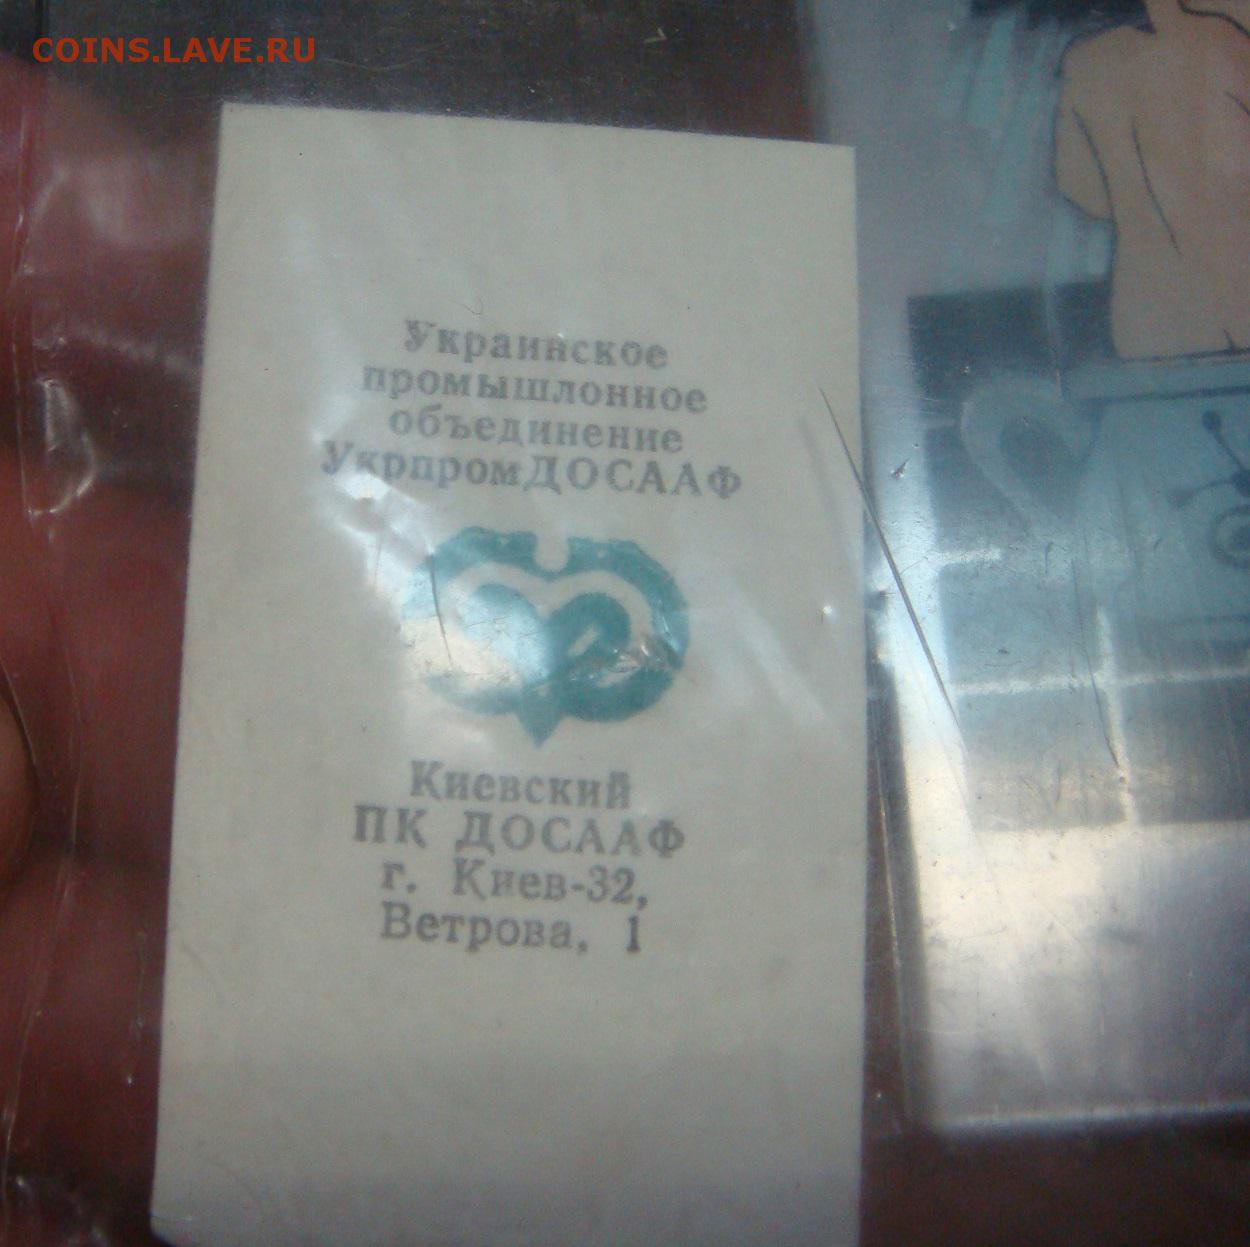 COINS.LAVE.RU
Украинское
промышлонное
объединение
УкрпромДОСААФ
Киевский
ПК ДОСААФ
г. Киев-32,
Ветрова, 1